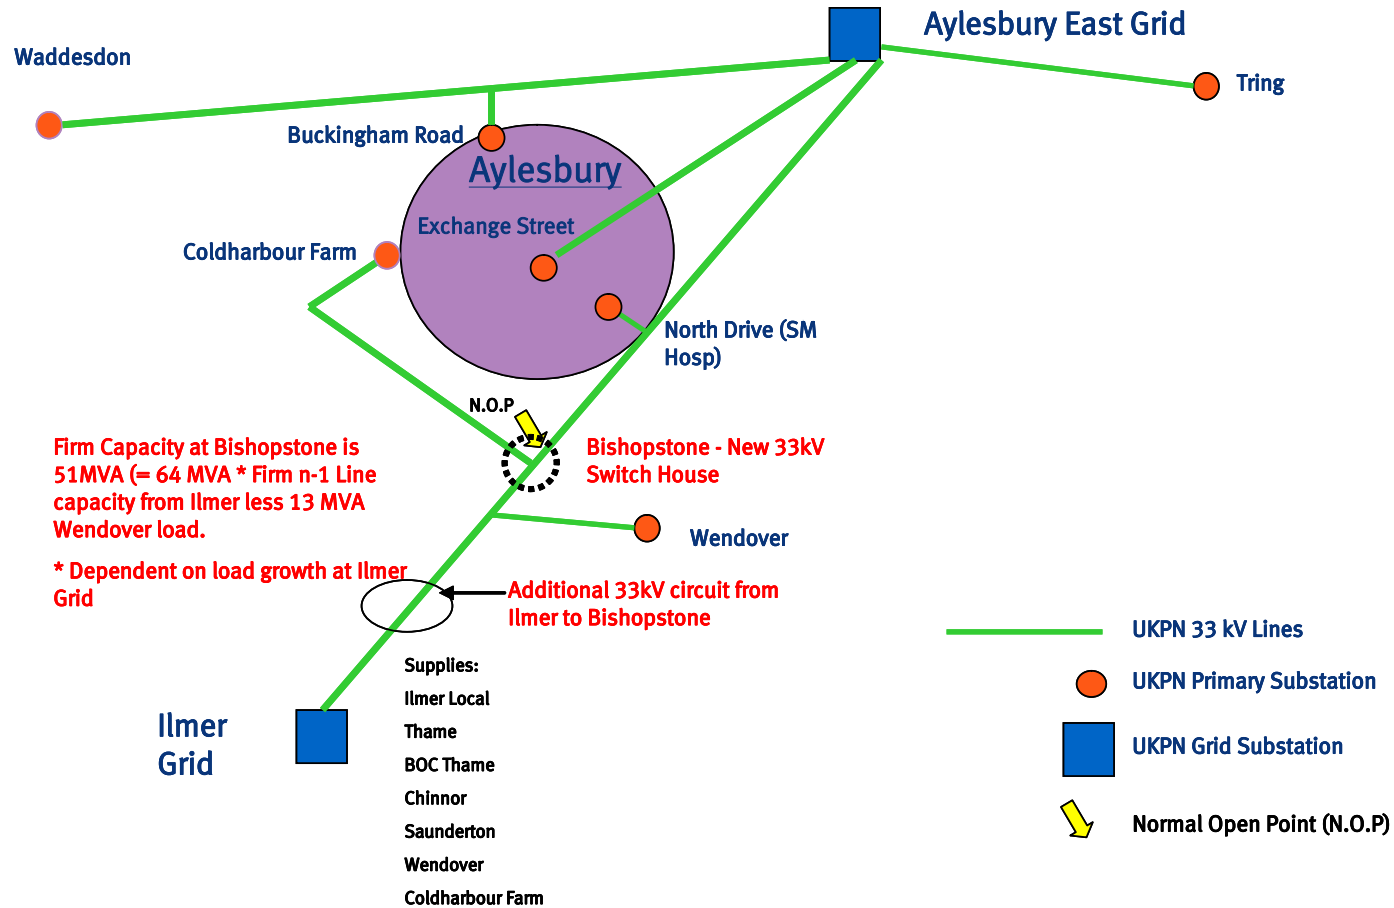 Aylesbury East Grid
Waddesdon
Tring
Buckingham Road
Aylesbury
Exchange Street
Coldharbour Farm
North Drive (SM
Hosp)
N.O.P
Firm Capacity at Bishopstone is
51MVA (= 64 MVA * Firm n-1 Line
capacity from Ilmer less 13 MVA
Wendover load.
* Dependent on load growth at Ilmer
Grid
Bishopstone - New 33kV
Switch House
Wendover
Additional 33kV circuit from
Ilmer to Bishopstone
Ilmer
Grid
Supplies:
Ilmer Local
Thame
BOC Thame
Chinnor
Saunderton
Wendover
Coldharbour Farm
UKPN 33 kV Lines
UKPN Primary Substation
UKPN Grid Substation
Normal Open Point (N.O.P)